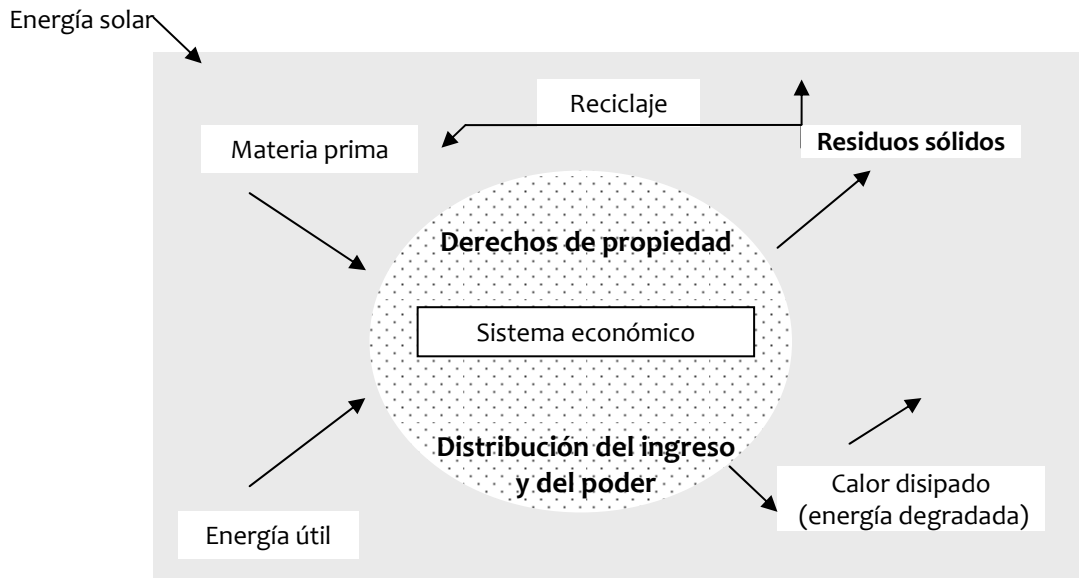 Energía solar
Reciclaje
Materia prima
Residuos sólidos
Derechos de propiedad
Sistema económico
Distribución del ingreso
y del poder
Energía útil
Calor disipado
(energía degradada)